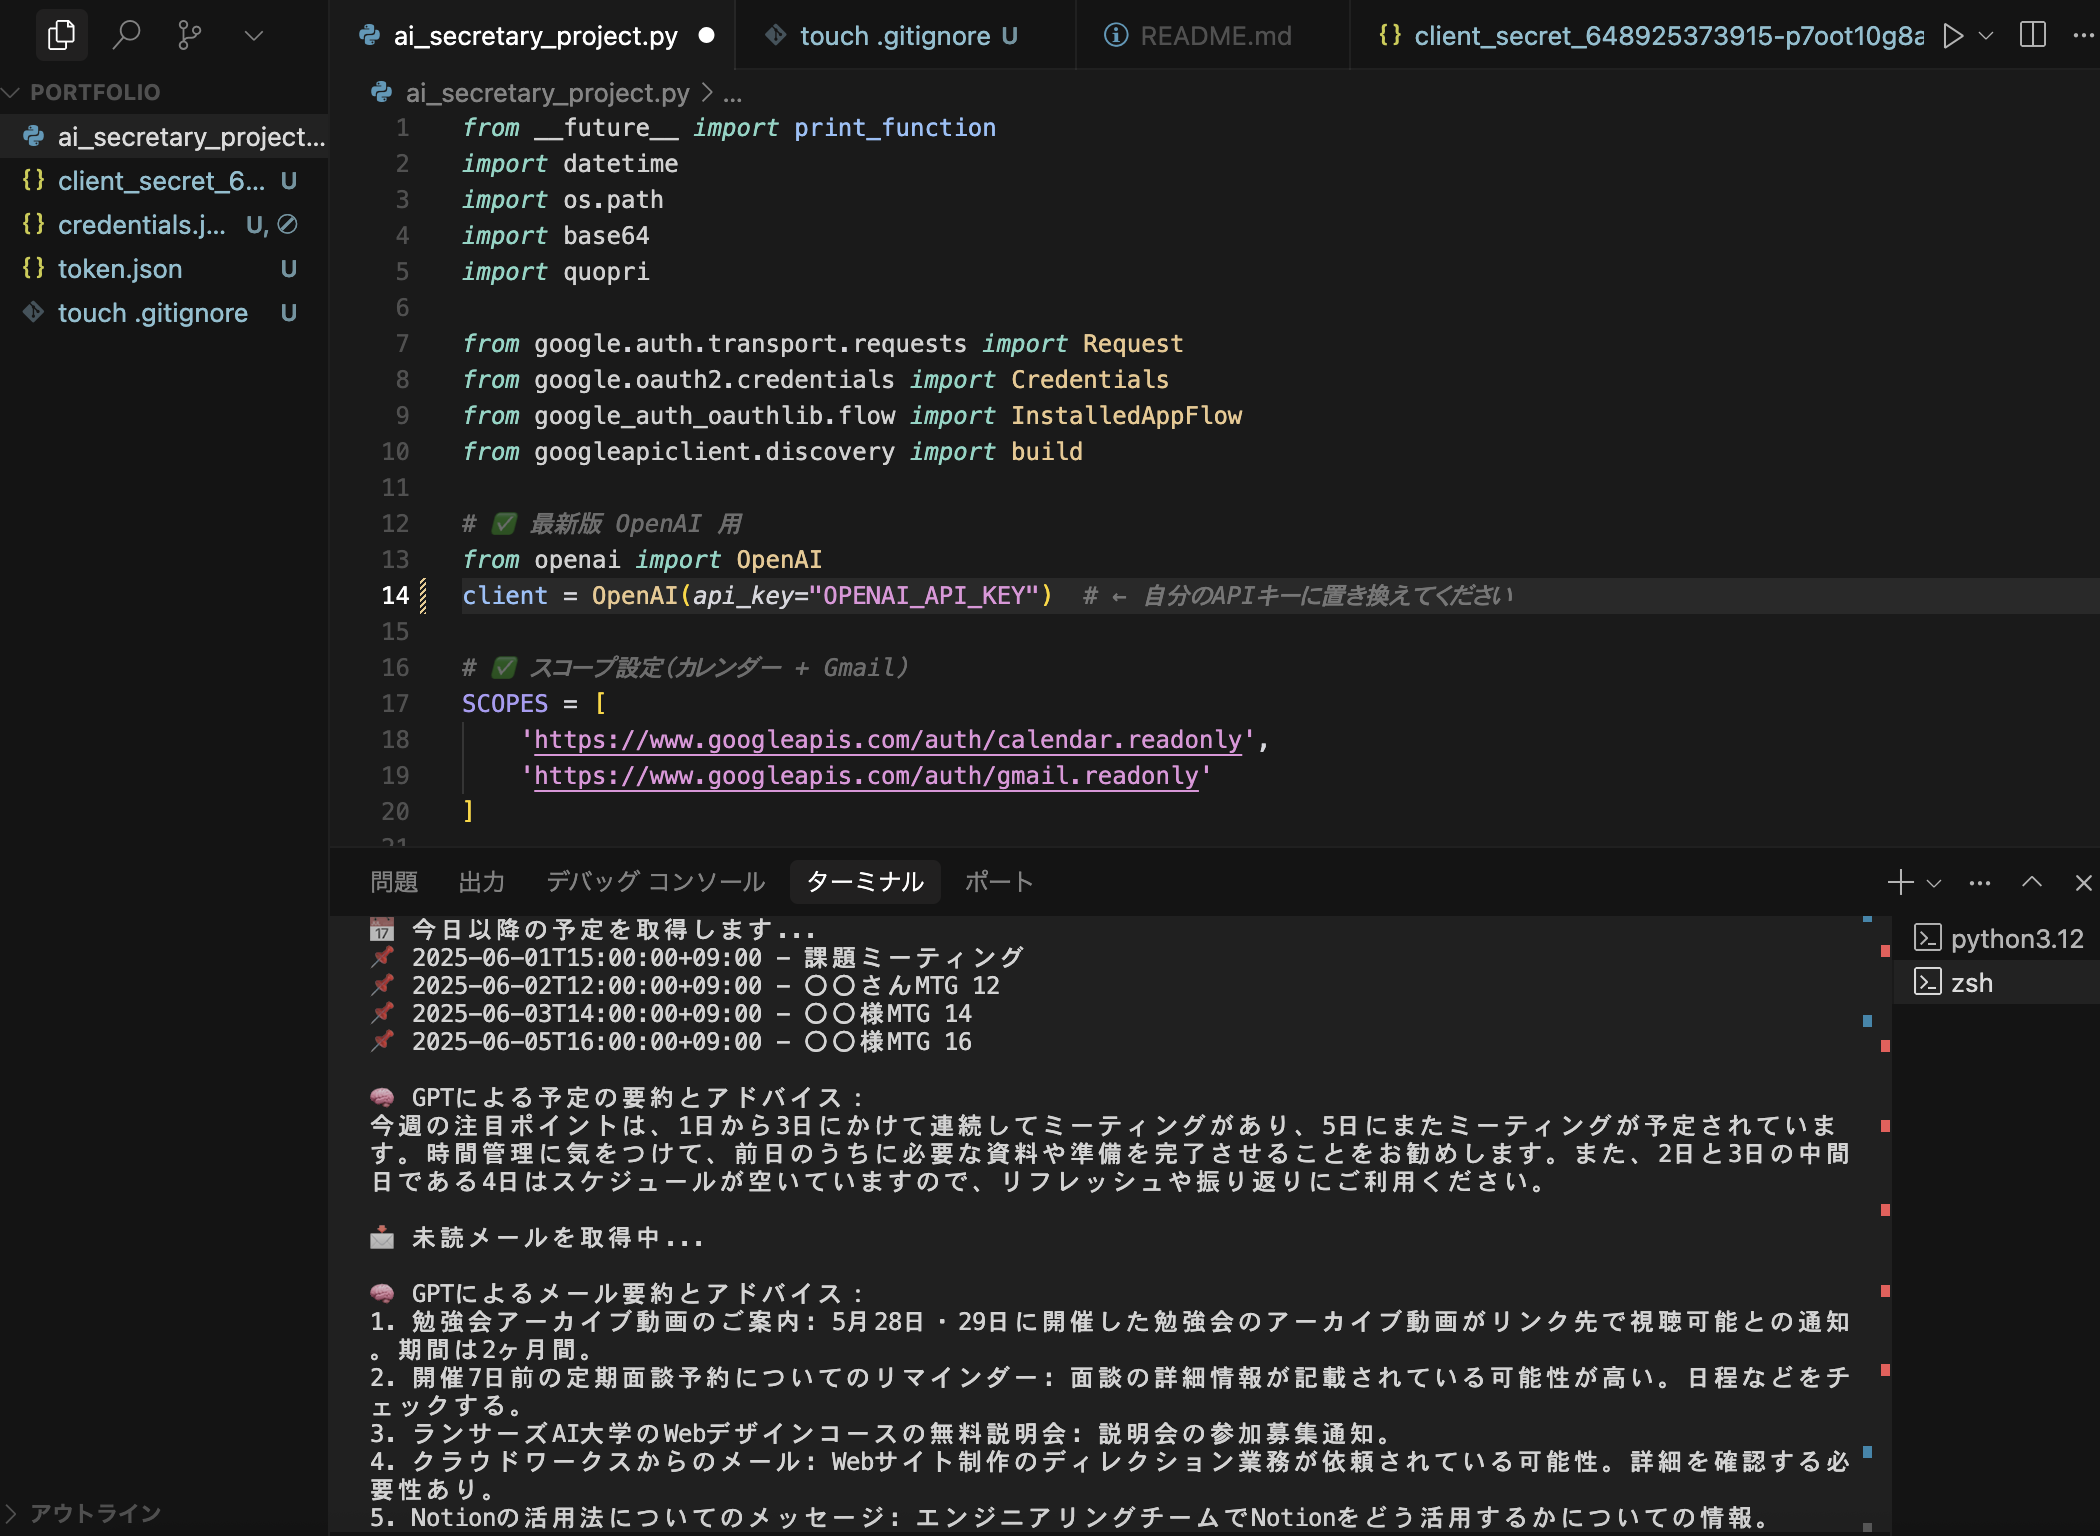 ai_secretary_project.py
touch .gitignore U
README.md
{} client_secret_648925373915-p7oot10g8a
PORTFOLIO
ai_secretary_project...
{} client_secret_6... U
{} credentials.j... U,
{} token.json U
touch .gitignore U
アウトライン
ai_secretary_project.py > ...
1 from __future__ import print_function
2 import datetime
3 import os.path
4 import base64
5 import quopri
6
7 from google.auth.transport.requests import Request
8 from google.oauth2.credentials import Credentials
9 from google_auth_oauthlib.flow import InstalledAppFlow
10 from googleapiclient.discovery import build
11
12 # ✅ 最新版 OpenAI 用
13 from openai import OpenAI
14 client = OpenAI(api_key="OPENAI_API_KEY") # ← 自分のAPIキーに置き換えてください
15
16 # ✅ スコープ設定(カレンダー + Gmail)
17 SCOPES = [
18 'https://www.googleapis.com/auth/calendar.readonly',
19 'https://www.googleapis.com/auth/gmail.readonly'
20 ]
21
問題 出力 デバッグ コンソール ターミナル ポート
📅 今日以降の予定を取得します...
📌 2025-06-01T15:00:00+09:00 - 課題ミーティング
📌 2025-06-02T12:00:00+09:00 - 〇〇さんMTG 12
📌 2025-06-03T14:00:00+09:00 - 〇〇様MTG 14
📌 2025-06-05T16:00:00+09:00 - 〇〇様MTG 16
🧠 GPTによる予定の要約とアドバイス：
今週の注目ポイントは、1日から3日にかけて連続してミーティングがあり、5日にまたミーティングが予定されていま
す。時間管理に気をつけて、前日のうちに必要な資料や準備を完了させることをお勧めします。また、2日と3日の中間
日である4日はスケジュールが空いていますので、リフレッシュや振り返りにご利用ください。
📩 未読メールを取得中...
🧠 GPTによるメール要約とアドバイス：
1. 勉強会アーカイブ動画のご案内: 5月28日・29日に開催した勉強会のアーカイブ動画がリンク先で視聴可能との通知
。期間は2ヶ月間。
2. 開催7日前の定期面談予約についてのリマインダー: 面談の詳細情報が記載されている可能性が高い。日程などをチ
ェックする。
3. ランサーズAI大学のWebデザインコースの無料説明会: 説明会の参加募集通知。
4. クラウドワークスからのメール: Webサイト制作のディレクション業務が依頼されている可能性。詳細を確認する必
要性あり。
5. Notionの活用法についてのメッセージ: エンジニアリングチームでNotionをどう活用するかについての情報。
python3.12
zsh